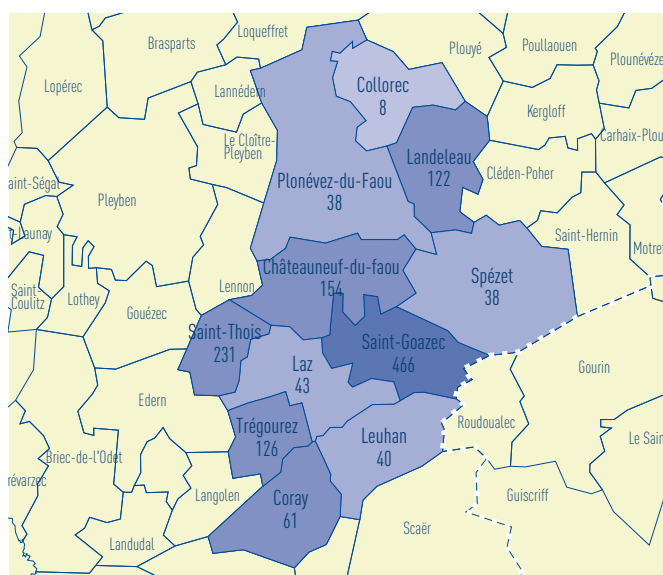 Loqueffret
Brasparts
Plouyé
Poullaouen
Plounévéze
Lopérec
Lannédern
Collorec
8
Kergloff
Carhaix-Plou
Le Cloître-
Pleyben
Landeleau
122
Cléden-Poher
aint-Ségal
Plonévez-du-Faou
38
Pleyben
t-Launay
Saint-Hernin
Motref
Châteauneuf-du-faou
154
Spézet
38
Lennon
Saint-
Coulitz
Lothey
Gouézec
Saint-Thois
231
Saint-Goazec
466
Laz
43
Gourin
Edern
Trégourez
126
Leuhan
40
Roudoualec
Le Sain
Briec-de-l'Odet
révarzec
Langolen
Coray
61
Guiscriff
Scaër
Landudal